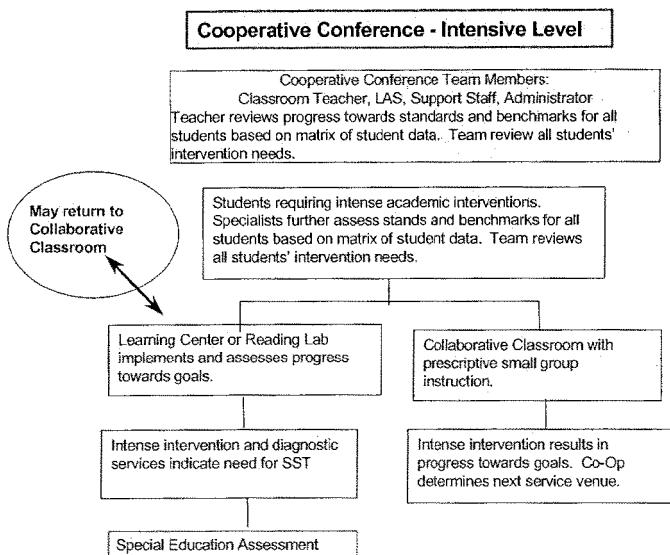 Cooperative Conference - Intensive Level
Cooperative Conference Team Members:
Classroom Teacher, LAS, Support Staff, Administrator
Teacher reviews progress towards standards and benchmarks for all
students based on matrix of student data. Team review all students'
intervention needs.
Students requiring intense academic interventions.
Specialists further assess stands and benchmarks for all
students based on matrix of student data. Team reviews
all students' intervention needs.
May return to
Collaborative
Classroom
Learning Center or Reading Lab
implements and assesses progress
towards goals.
Collaborative Classroom with
prescriptive small group
instruction.
Intense intervention and diagnostic
services indicate need for SST
Intense intervention results in
progress towards goals. Co-Op
determines next service venue.
Special Education Assessment